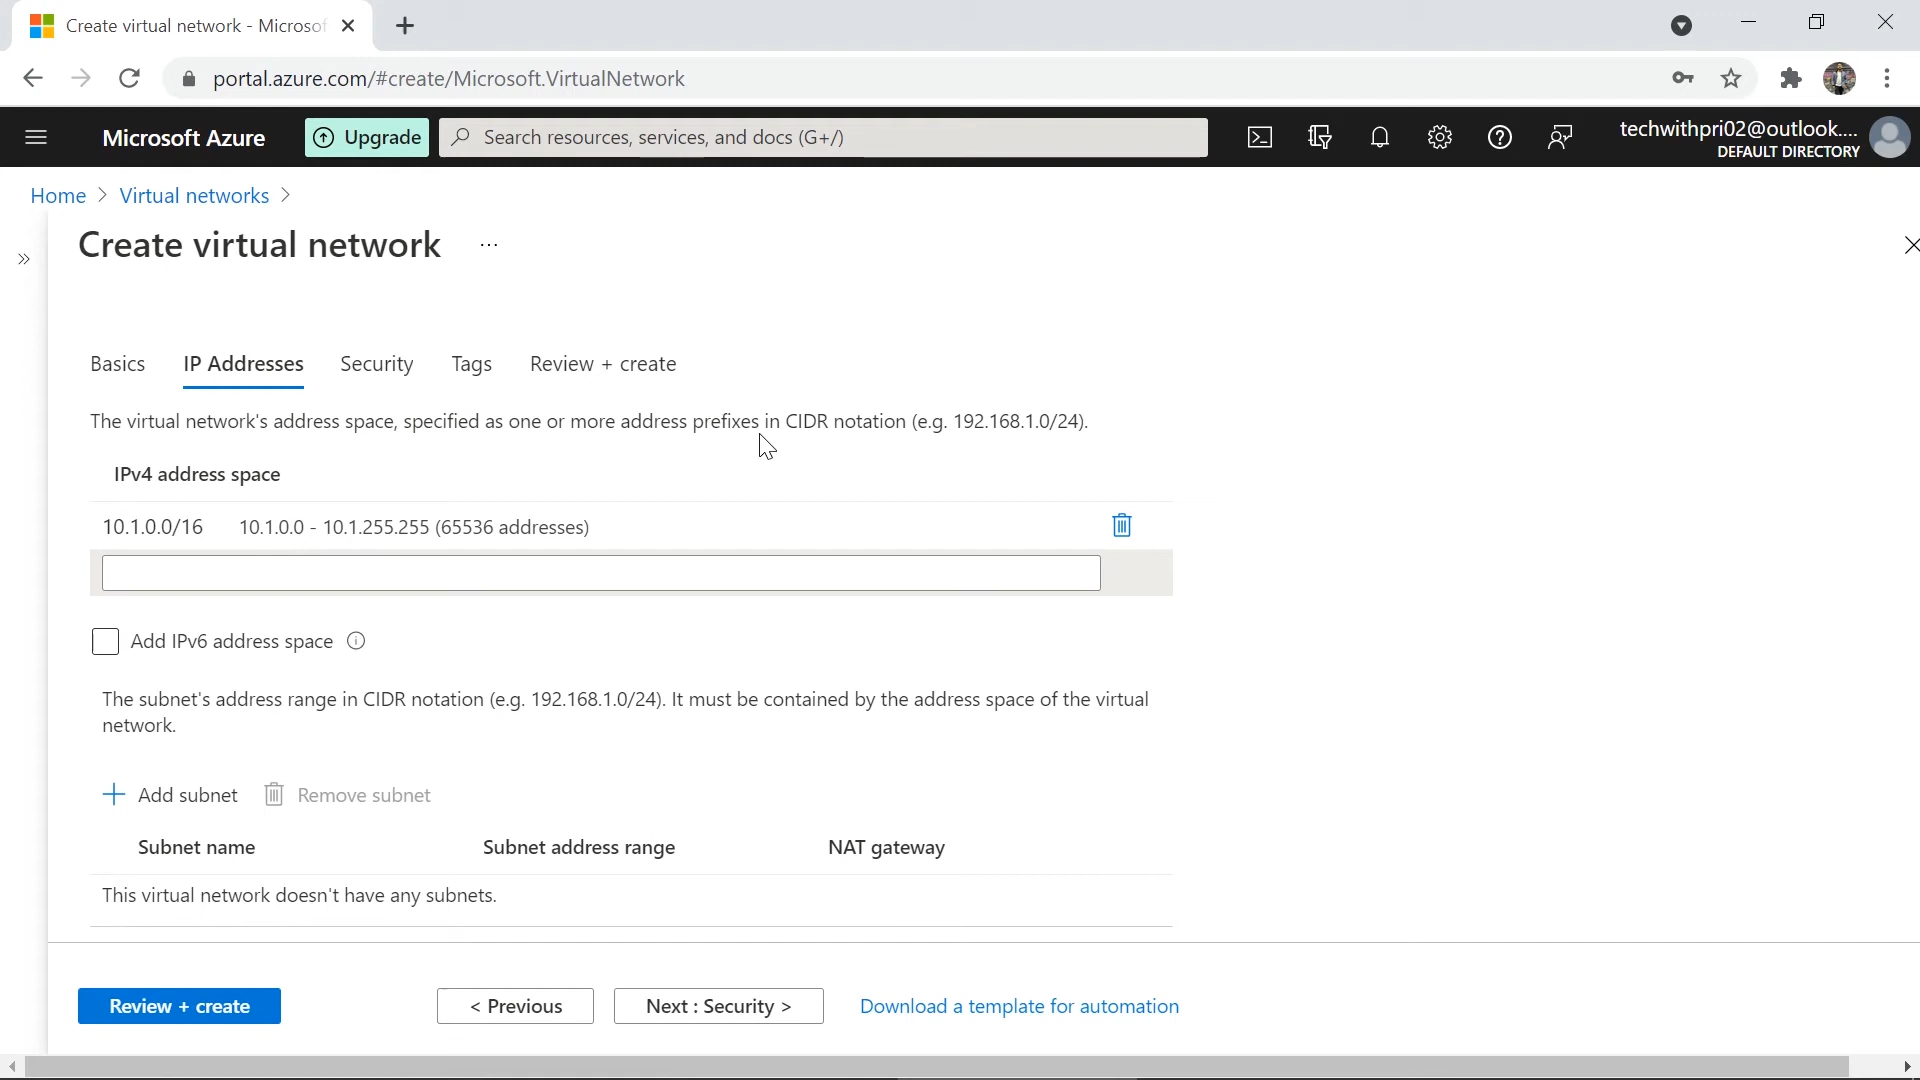 Create virtual network - Microsof
portal.azure.com/#create/Microsoft.VirtualNetwork
Microsoft Azure
Upgrade
Search resources, services, and docs (G+/)
techwithpri02@outlook....
DEFAULT DIRECTORY
Home > Virtual networks >
Create virtual network ...
Basics IP Addresses Security Tags Review + create
The virtual network's address space, specified as one or more address prefixes in CIDR notation (e.g. 192.168.1.0/24).
IPv4 address space
10.1.0.0/16 10.1.0.0 - 10.1.255.255 (65536 addresses)
Add IPv6 address space
The subnet's address range in CIDR notation (e.g. 192.168.1.0/24). It must be contained by the address space of the virtual
network.
+ Add subnet Remove subnet
Subnet name Subnet address range NAT gateway
This virtual network doesn't have any subnets.
Review + create < Previous Next : Security > Download a template for automation